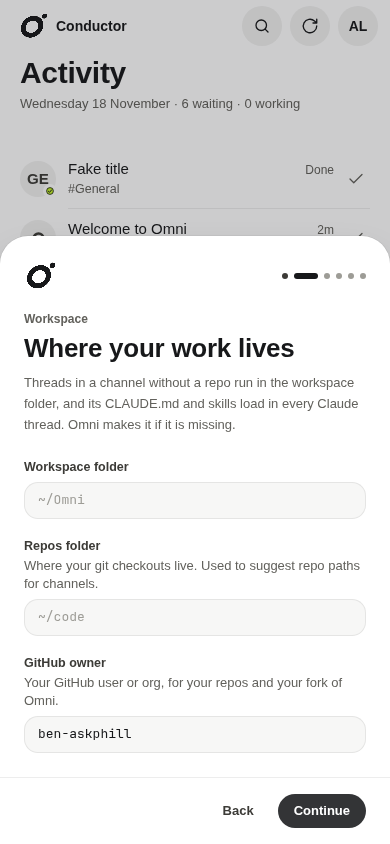 Conductor
AL
Activity
Wednesday 18 November · 6 waiting · 0 working
GE
Fake title
Done
#General
Welcome to Omni
2m
Workspace
Where your work lives
Threads in a channel without a repo run in the workspace
folder, and its CLAUDE.md and skills load in every Claude
thread. Omni makes it if it is missing.
Workspace folder
~/Omni
Repos folder
Where your git checkouts live. Used to suggest repo paths
for channels.
~/code
GitHub owner
Your GitHub user or org, for your repos and your fork of
Omni.
ben-askphill
Back
Continue